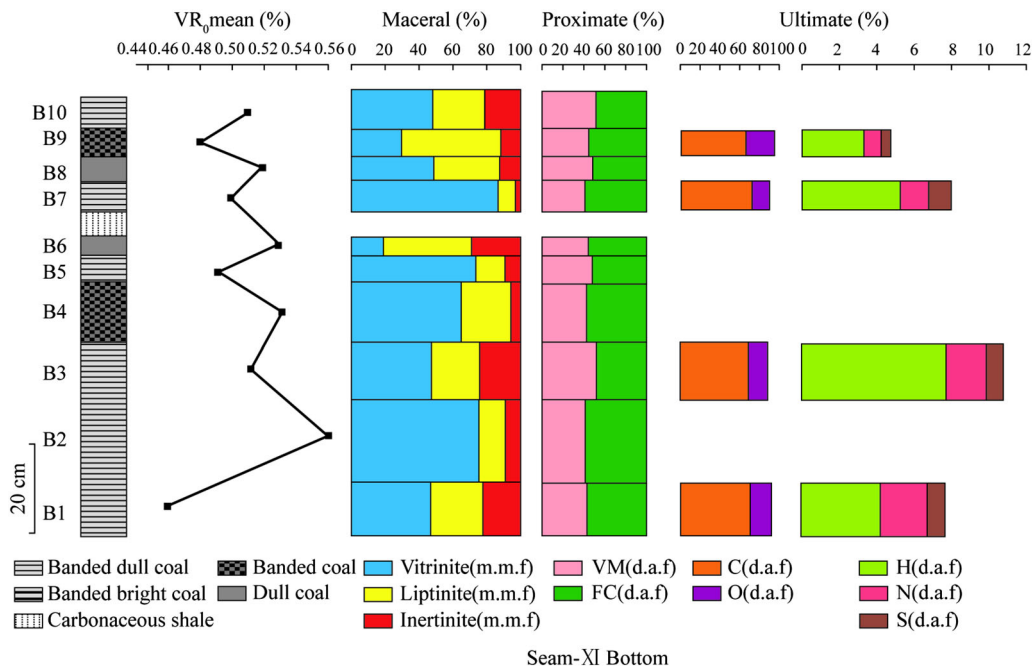 VR₀mean (%) Maceral (%) Proximate (%) Ultimate (%)
0.44 0.48 0.50 0.52 0.54 0.56 0 20 40 60 80 100 0 20 40 60 80 100 0 20 40 60 80 100 0 2 4 6 8 10 12
B10
B9
B8
B7
B6
B5
B4
B3
B2
B1
20 cm
Banded dull coal Banded coal Vitrinite(m.m.f) VM(d.a.f) C(d.a.f) H(d.a.f)
Banded bright coal Dull coal Liptinite(m.m.f) FC(d.a.f) O(d.a.f) N(d.a.f)
Carbonaceous shale Inertinite(m.m.f) S(d.a.f)
Seam-XI Bottom